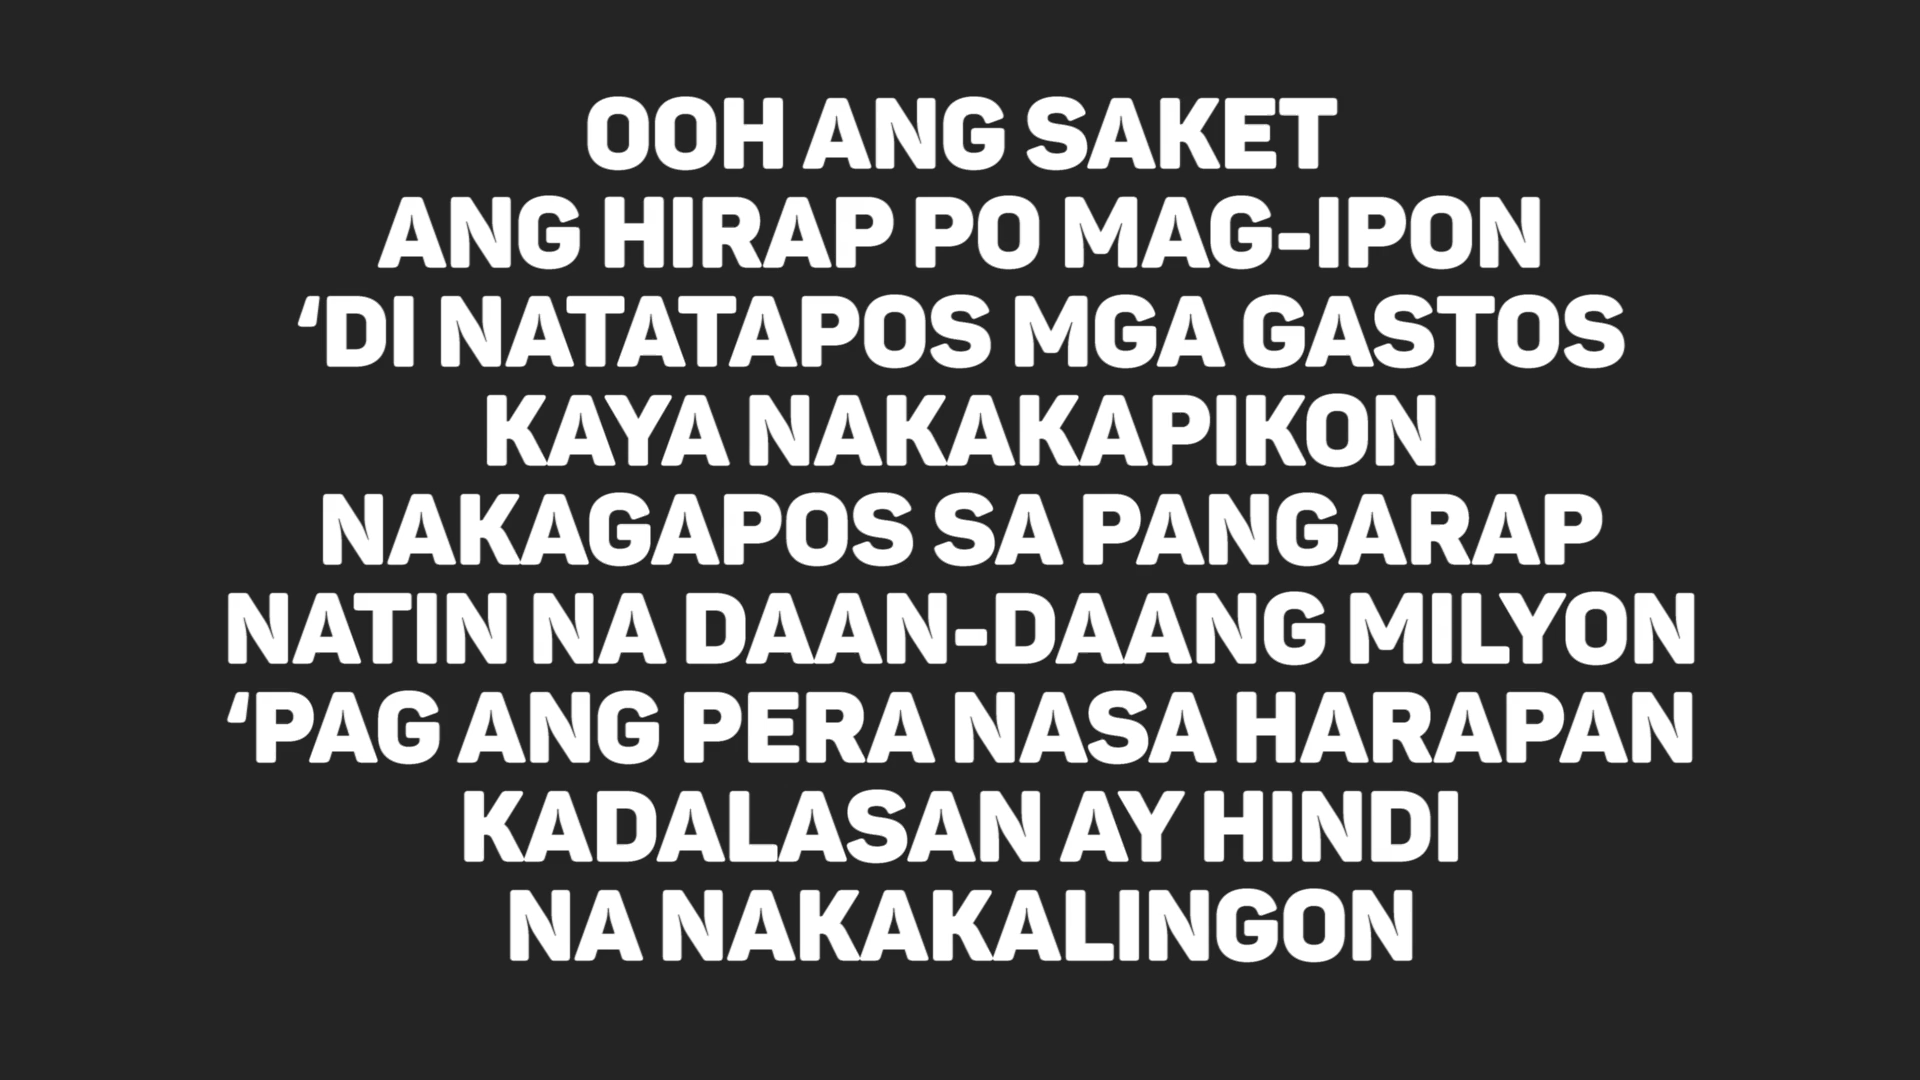 OOH ANG SAKET
ANG HIRAP PO MAG-IPON
‘DI NATATAPOS MGA GASTOS
KAYA NAKAKAPIKON
NAKAGAPOS SA PANGARAP
NATIN NA DAAN-DAANG MILYON
‘PAG ANG PERA NASA HARAPAN
KADALASAN AY HINDI
NA NAKAKALINGON